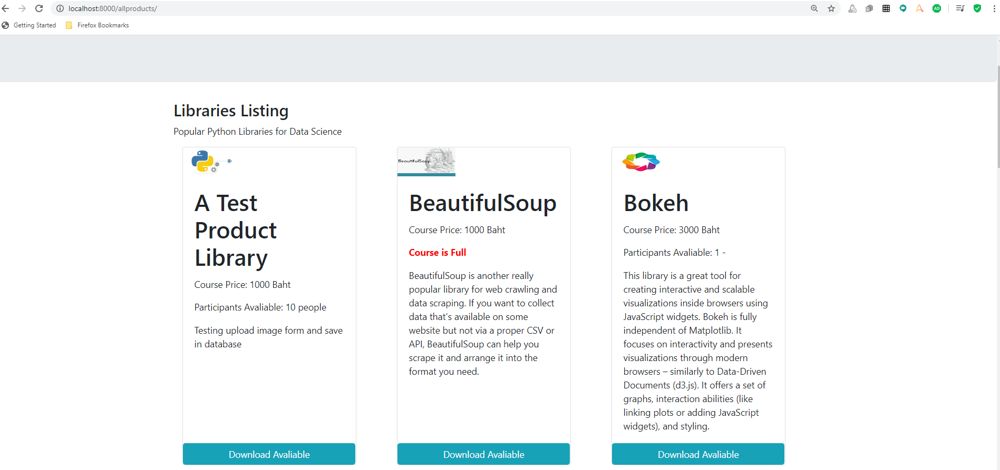 localhost:8000/allproducts/
AD
Getting Started
Firefox Bookmarks
Libraries Listing
Popular Python Libraries for Data Science
A Test
Product
Library
Course Price: 1000 Baht
Participants Avaliable: 10 people
Testing upload image form and save
in database
Download Avaliable
BeautifulSoup
BeautifulSoup
Course Price: 1000 Baht
Course is Full
BeautifulSoup is another really
popular library for web crawling and
data scraping. If you want to collect
data that’s available on some
website but not via a proper CSV or
API, BeautifulSoup can help you
scrape it and arrange it into the
format you need.
Download Avaliable
Bokeh
Course Price: 3000 Baht
Participants Avaliable: 1 -
This library is a great tool for
creating interactive and scalable
visualizations inside browsers using
JavaScript widgets. Bokeh is fully
independent of Matplotlib. It
focuses on interactivity and presents
visualizations through modern
browsers – similarly to Data-Driven
Documents (d3.js). It offers a set of
graphs, interaction abilities (like
linking plots or adding JavaScript
widgets), and styling.
Download Avaliable